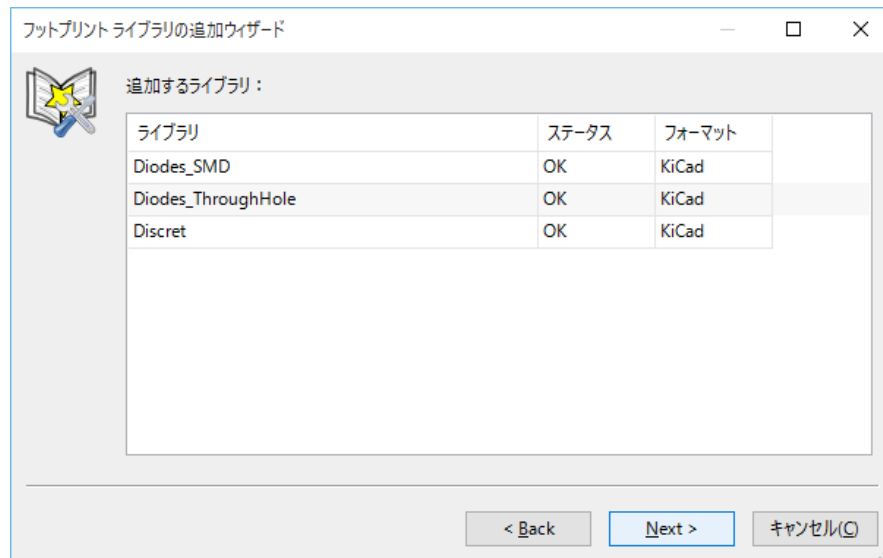 フットプリント ライブラリの追加ウィザード
追加するライブラリ：
ライブラリ ステータス フォーマット
Diodes_SMD OK KiCad
Diodes_ThroughHole OK KiCad
Discret OK KiCad
< Back Next > キャンセル(C)